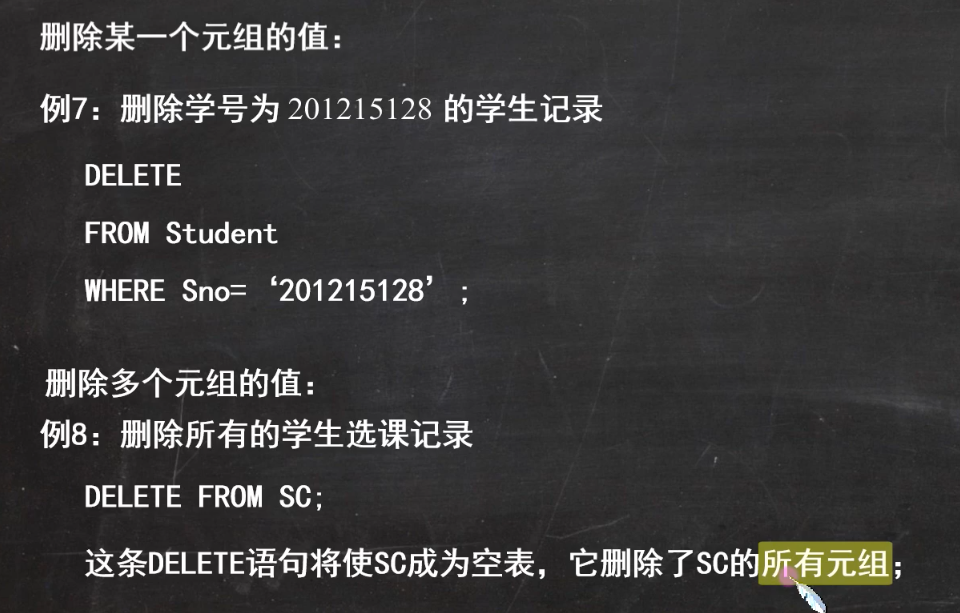 删除某一个元组的值：
例7：删除学号为 201215128 的学生记录
DELETE
FROM Student
WHERE Sno= ‘201215128’ ;
删除多个元组的值：
例8：删除所有的学生选课记录
DELETE FROM SC;
这条DELETE语句将使SC成为空表，它删除了SC的所有元组；